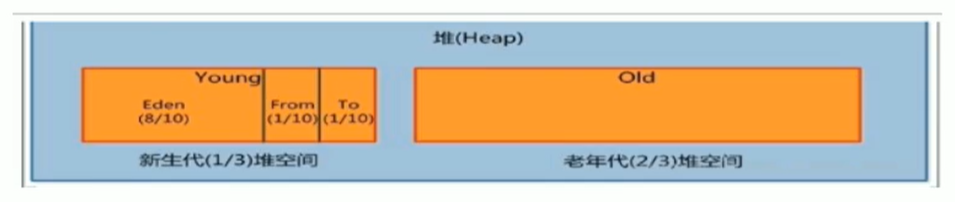 堆(Heap)
Young
Old
Eden
(8/10)
From
(1/10)
To
(1/10)
新生代(1/3)堆空间
老年代(2/3)堆空间